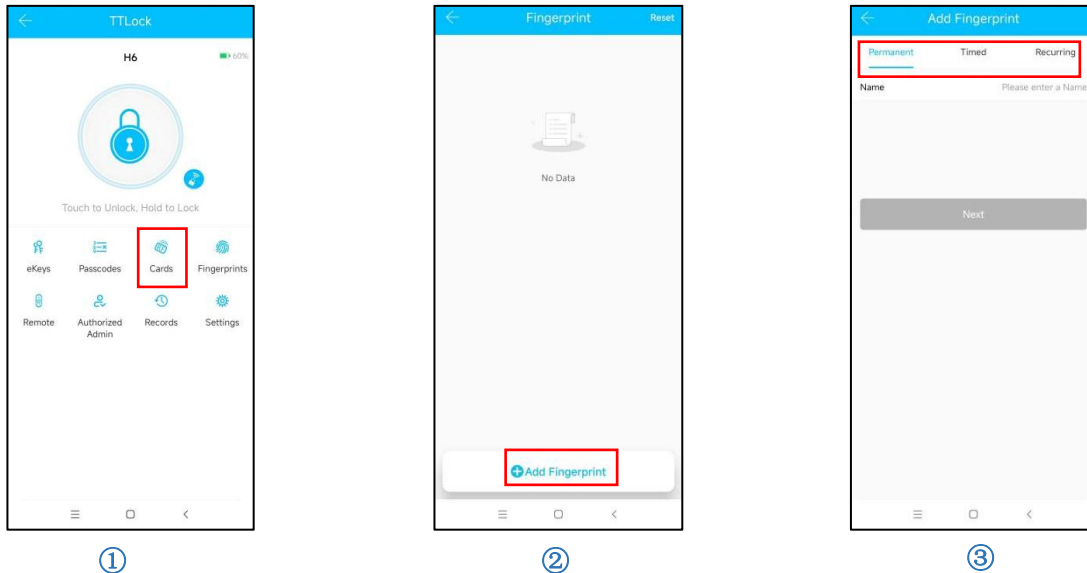 TTLock
H6
60%
Touch to Unlock, Hold to Lock
eKeys Passcodes Cards Fingerprints
Remote Authorized Admin Records Settings
①
Fingerprint Reset
No Data
Add Fingerprint
②
Add Fingerprint
Permanent Timed Recurring
Name Please enter a Name
Next
③